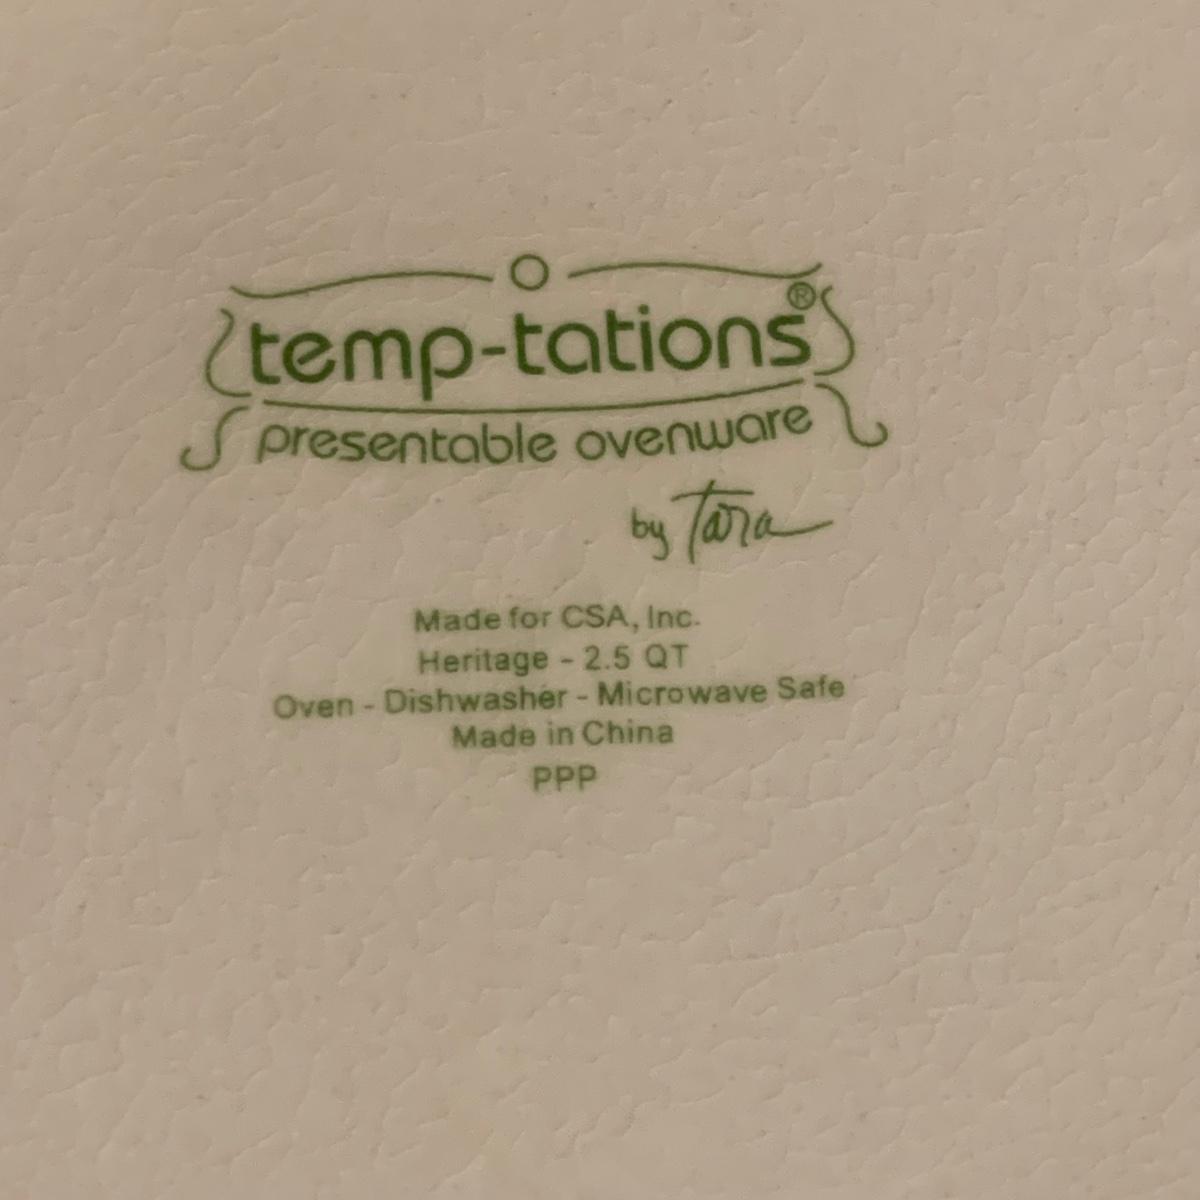 temp-tations®
presentable ovenware
by Tara
Made for CSA, Inc.
Heritage - 2.5 QT
Oven - Dishwasher - Microwave Safe
Made in China
PPP